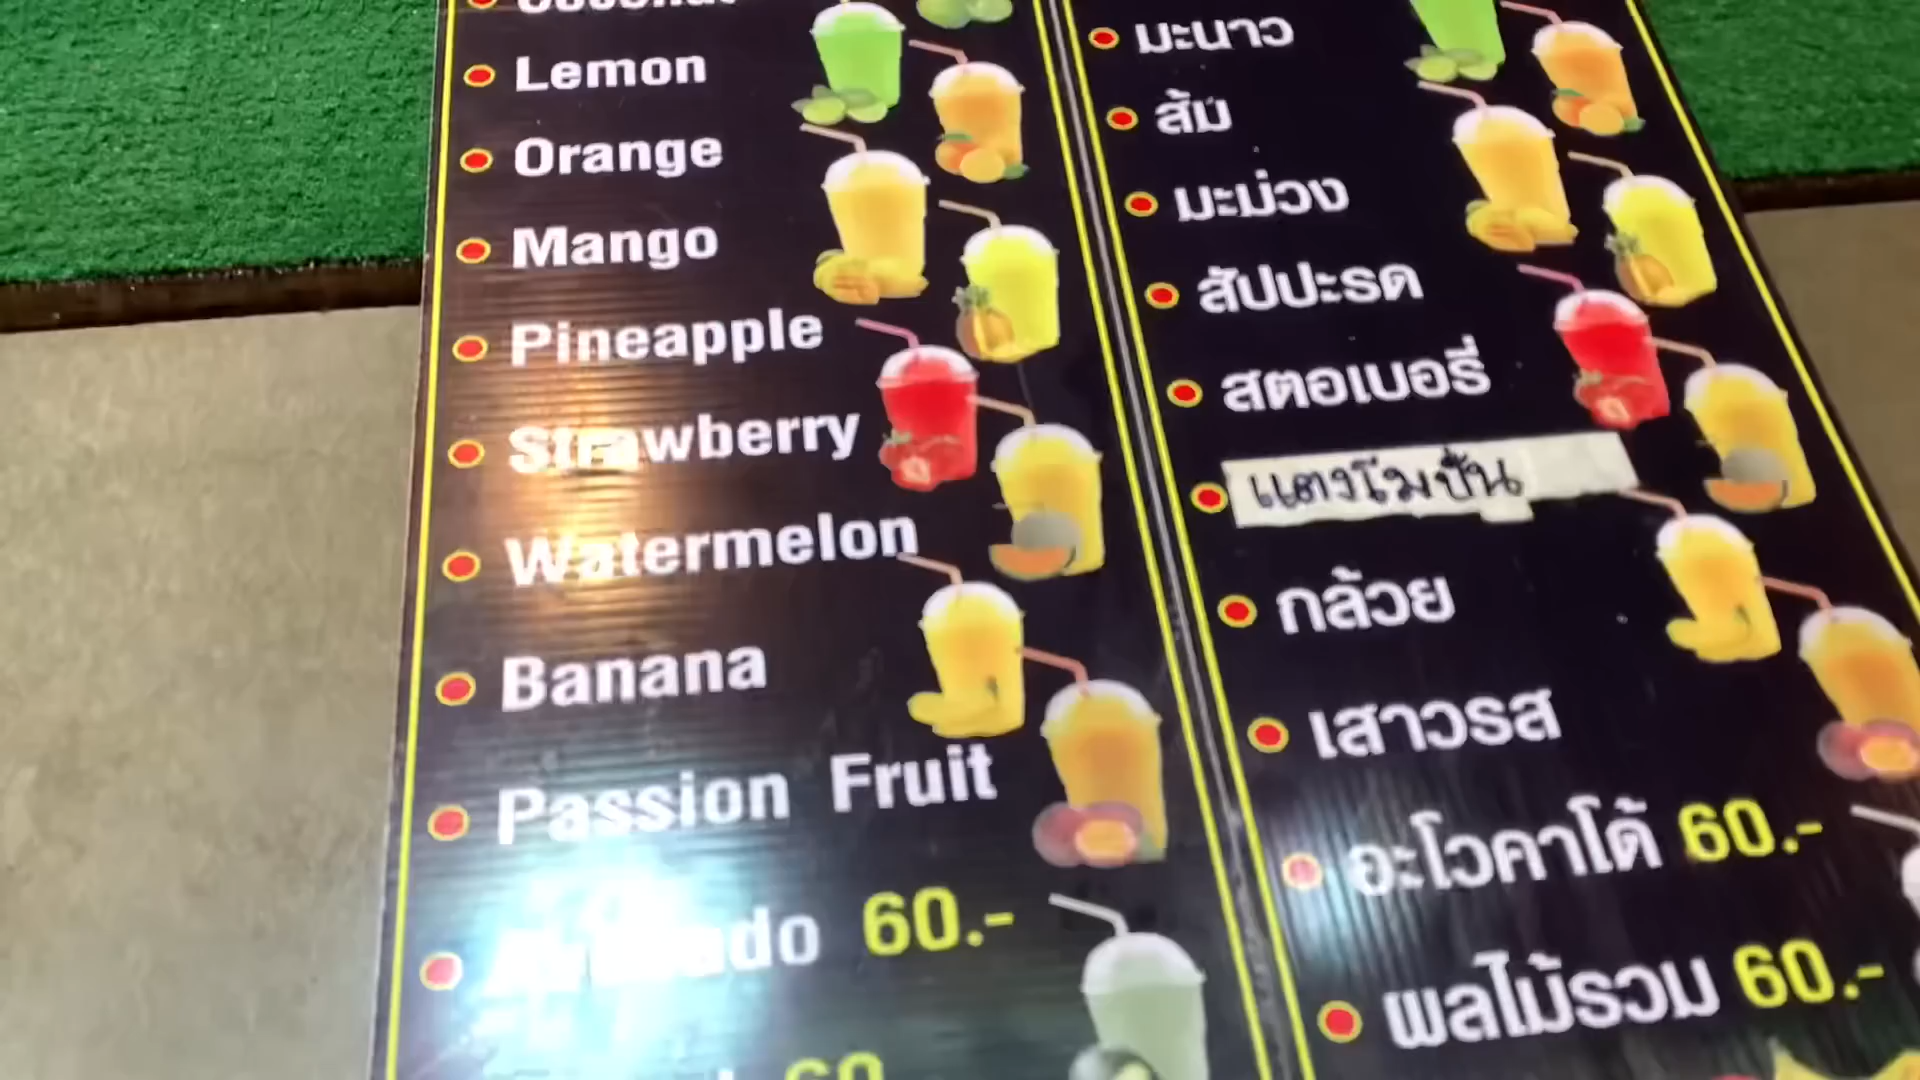 Coconut
Lemon
Orange
Mango
Pineapple
Strawberry
Watermelon
Banana
Passion Fruit
60.-
60
มะนาว
ส้ม
มะม่วง
สัปปะรด
สตอเบอรี่
แตงโมปั่น
กล้วย
เสาวรส
อะโวคาโด้ 60.-
ผลไม้รวม 60.-